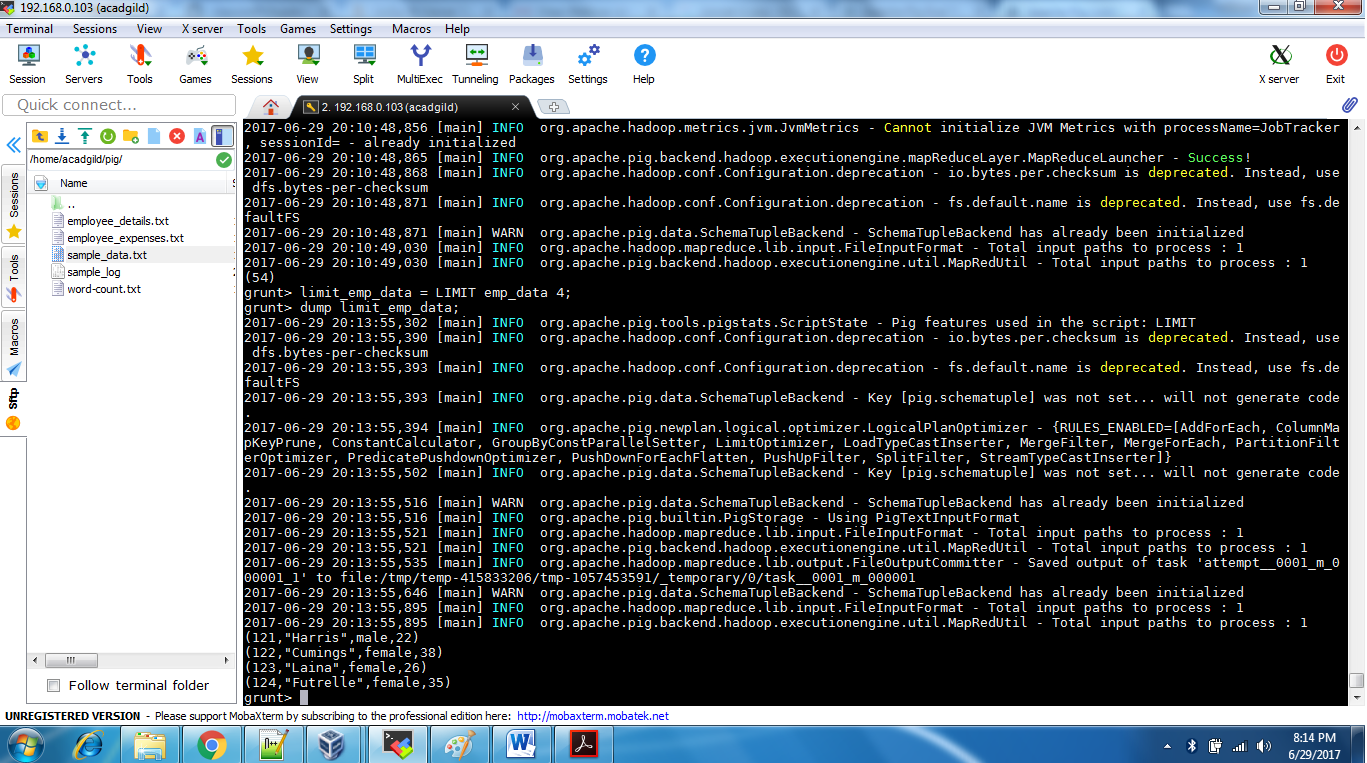 192.168.0.103 (acadgild)
Terminal Sessions View X server Tools Games Settings Macros Help
Session Servers Tools Games Sessions View Split MultiExec Tunneling Packages Settings Help X server Exit
Quick connect...
2. 192.168.0.103 (acadgild)
/home/acadgild/pig/
Name
..
employee_details.txt
employee_expenses.txt
sample_data.txt
sample_log
word-count.txt
Sessions
Tools
Macros
Sftp
Follow terminal folder
2017-06-29 20:10:48,856 [main] INFO  org.apache.hadoop.metrics.jvm.JvmMetrics - Cannot initialize JVM Metrics with processName=JobTracker
, sessionId= - already initialized
2017-06-29 20:10:48,865 [main] INFO  org.apache.pig.backend.hadoop.executionengine.mapReduceLayer.MapReduceLauncher - Success!
2017-06-29 20:10:48,868 [main] INFO  org.apache.hadoop.conf.Configuration.deprecation - io.bytes.per.checksum is deprecated. Instead, use
 dfs.bytes-per-checksum
2017-06-29 20:10:48,871 [main] INFO  org.apache.hadoop.conf.Configuration.deprecation - fs.default.name is deprecated. Instead, use fs.de
faultFS
2017-06-29 20:10:48,871 [main] WARN  org.apache.pig.data.SchemaTupleBackend - SchemaTupleBackend has already been initialized
2017-06-29 20:10:49,030 [main] INFO  org.apache.hadoop.mapreduce.lib.input.FileInputFormat - Total input paths to process : 1
2017-06-29 20:10:49,030 [main] INFO  org.apache.pig.backend.hadoop.executionengine.util.MapRedUtil - Total input paths to process : 1
(54)
grunt> limit_emp_data = LIMIT emp_data 4;
grunt> dump limit_emp_data;
2017-06-29 20:13:55,302 [main] INFO  org.apache.pig.tools.pigstats.ScriptState - Pig features used in the script: LIMIT
2017-06-29 20:13:55,390 [main] INFO  org.apache.hadoop.conf.Configuration.deprecation - io.bytes.per.checksum is deprecated. Instead, use
 dfs.bytes-per-checksum
2017-06-29 20:13:55,393 [main] INFO  org.apache.hadoop.conf.Configuration.deprecation - fs.default.name is deprecated. Instead, use fs.de
faultFS
2017-06-29 20:13:55,393 [main] INFO  org.apache.pig.data.SchemaTupleBackend - Key [pig.schematuple] was not set... will not generate code
.
2017-06-29 20:13:55,394 [main] INFO  org.apache.pig.newplan.logical.optimizer.LogicalPlanOptimizer - {RULES_ENABLED=[AddForEach, ColumnMa
pKeyPrune, ConstantCalculator, GroupByConstParallelSetter, LimitOptimizer, LoadTypeCastInserter, MergeFilter, MergeForEach, PartitionFilt
erOptimizer, PredicatePushdownOptimizer, PushDownForEachFlatten, PushUpFilter, SplitFilter, StreamTypeCastInserter]}
2017-06-29 20:13:55,502 [main] INFO  org.apache.pig.data.SchemaTupleBackend - Key [pig.schematuple] was not set... will not generate code
.
2017-06-29 20:13:55,516 [main] WARN  org.apache.pig.data.SchemaTupleBackend - SchemaTupleBackend has already been initialized
2017-06-29 20:13:55,516 [main] INFO  org.apache.pig.builtin.PigStorage - Using PigTextInputFormat
2017-06-29 20:13:55,521 [main] INFO  org.apache.hadoop.mapreduce.lib.input.FileInputFormat - Total input paths to process : 1
2017-06-29 20:13:55,521 [main] INFO  org.apache.pig.backend.hadoop.executionengine.util.MapRedUtil - Total input paths to process : 1
2017-06-29 20:13:55,535 [main] INFO  org.apache.hadoop.mapreduce.lib.output.FileOutputCommitter - Saved output of task 'attempt__0001_m_0
00001_1' to file:/tmp/temp-415833206/tmp-1057453591/_temporary/0/task__0001_m_000001
2017-06-29 20:13:55,646 [main] WARN  org.apache.pig.data.SchemaTupleBackend - SchemaTupleBackend has already been initialized
2017-06-29 20:13:55,895 [main] INFO  org.apache.hadoop.mapreduce.lib.input.FileInputFormat - Total input paths to process : 1
2017-06-29 20:13:55,895 [main] INFO  org.apache.pig.backend.hadoop.executionengine.util.MapRedUtil - Total input paths to process : 1
(121,"Harris",male,22)
(122,"Cumings",female,38)
(123,"Laina",female,26)
(124,"Futrelle",female,35)
grunt>
UNREGISTERED VERSION - Please support MobaXterm by subscribing to the professional edition here: http://mobaxterm.mobatek.net
8:14 PM
6/29/2017